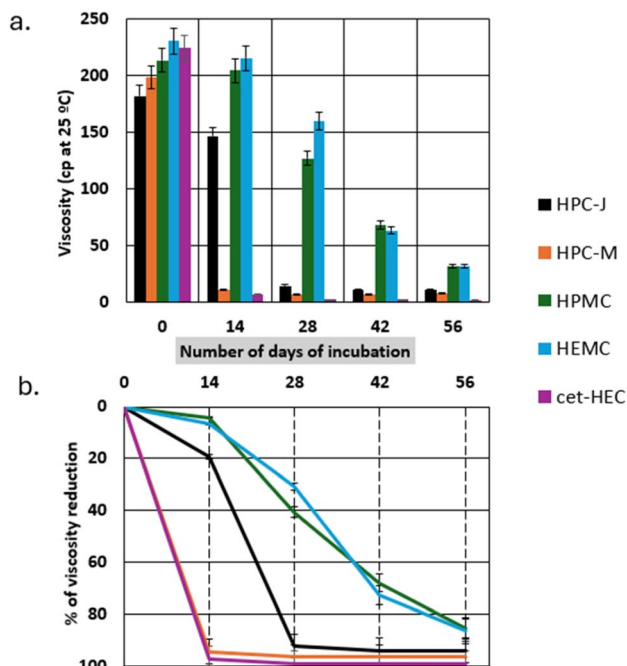 a.
Viscosity (cp at 25 ºC)
250
200
150
100
50
0
0 14 28 42 56
Number of days of incubation
HPC-J
HPC-M
HPMC
HEMC
cet-HEC
b.
0 14 28 42 56
% of viscosity reduction
0
20
40
60
80
100